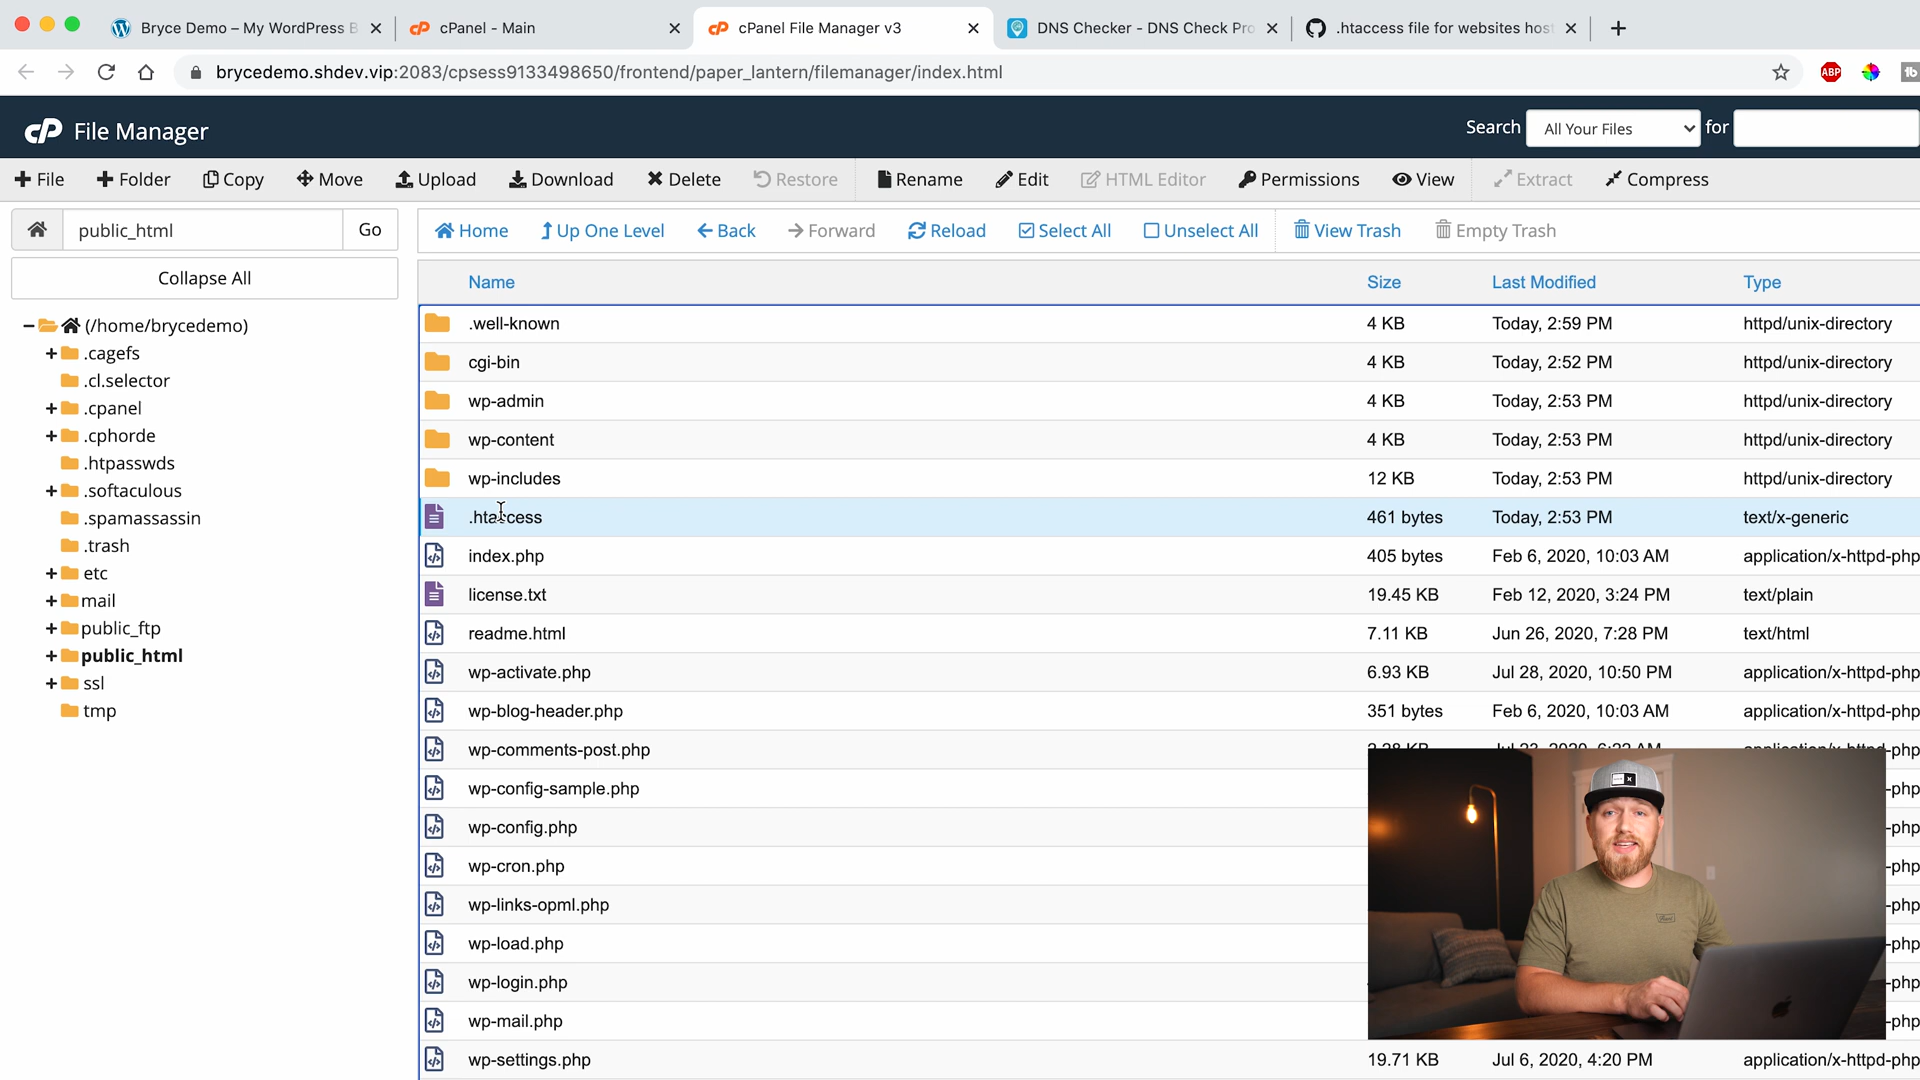 Bryce Demo – My WordPress B
cPanel - Main
cPanel File Manager v3
DNS Checker - DNS Check Pro
.htaccess file for websites host
brycedemo.shdev.vip:2083/cpsess9133498650/frontend/paper_lantern/filemanager/index.html
ABP
tb
cP File Manager
Search All Your Files for
File Folder Copy Move Upload Download Delete Restore Rename Edit HTML Editor Permissions View Extract Compress
public_html Go
Home Up One Level Back Forward Reload Select All Unselect All View Trash Empty Trash
Collapse All
(/home/brycedemo)
.cagefs
.cl.selector
.cpanel
.cphorde
.htpasswds
.softaculous
.spamassassin
.trash
etc
mail
public_ftp
public_html
ssl
tmp
Name Size Last Modified Type
.well-known 4 KB Today, 2:59 PM httpd/unix-directory
cgi-bin 4 KB Today, 2:52 PM httpd/unix-directory
wp-admin 4 KB Today, 2:53 PM httpd/unix-directory
wp-content 4 KB Today, 2:53 PM httpd/unix-directory
wp-includes 12 KB Today, 2:53 PM httpd/unix-directory
.htaccess 461 bytes Today, 2:53 PM text/x-generic
index.php 405 bytes Feb 6, 2020, 10:03 AM application/x-httpd-php
license.txt 19.45 KB Feb 12, 2020, 3:24 PM text/plain
readme.html 7.11 KB Jun 26, 2020, 7:28 PM text/html
wp-activate.php 6.93 KB Jul 28, 2020, 10:50 PM application/x-httpd-php
wp-blog-header.php 351 bytes Feb 6, 2020, 10:03 AM application/x-httpd-php
wp-comments-post.php -php
wp-config-sample.php -php
wp-config.php -php
wp-cron.php -php
wp-links-opml.php -php
wp-load.php -php
wp-login.php -php
wp-mail.php -php
wp-settings.php 19.71 KB Jul 6, 2020, 4:20 PM application/x-httpd-php